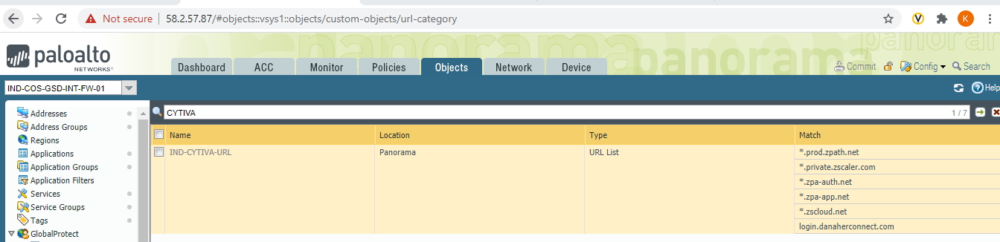 Not secure | 58.2.57.87/#objects::vsys1::objects/custom-objects/url-category
V K
panorama panorama panorama
paloalto
NETWORKS®
Dashboard ACC Monitor Policies Objects Network Device
Commit Config Search
IND-COS-GSD-INT-FW-01
Help
Addresses
Address Groups
Regions
Applications
Application Groups
Application Filters
Services
Service Groups
Tags
GlobalProtect
CYTIVA 1 / 7
Name Location Type Match
IND-CYTIVA-URL Panorama URL List *.prod.zpath.net
*.private.zscaler.com
*.zpa-auth.net
*.zpa-app.net
*.zscloud.net
login.danaherconnect.com